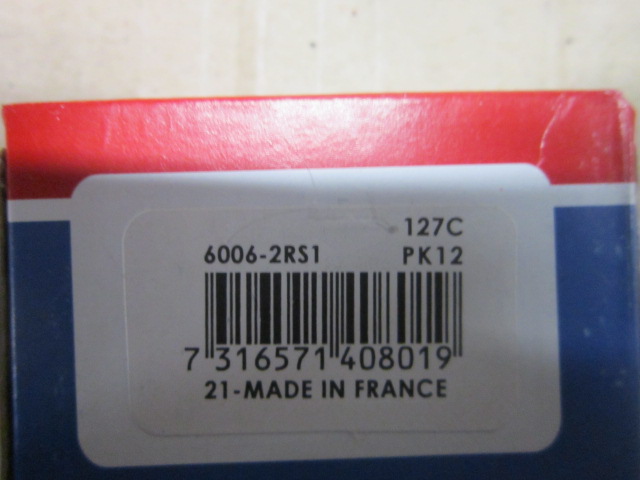 127C
6006-2RS1 PK12
7 316571 408019
21-MADE IN FRANCE